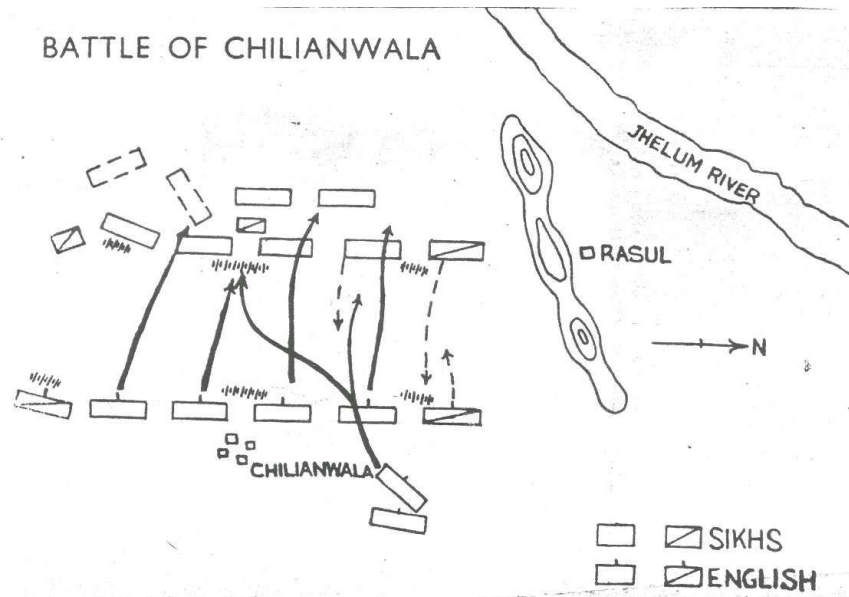 BATTLE OF CHILIANWALA
JHELUM RIVER
RASUL
N
CHILIANWALA
SIKHS
ENGLISH